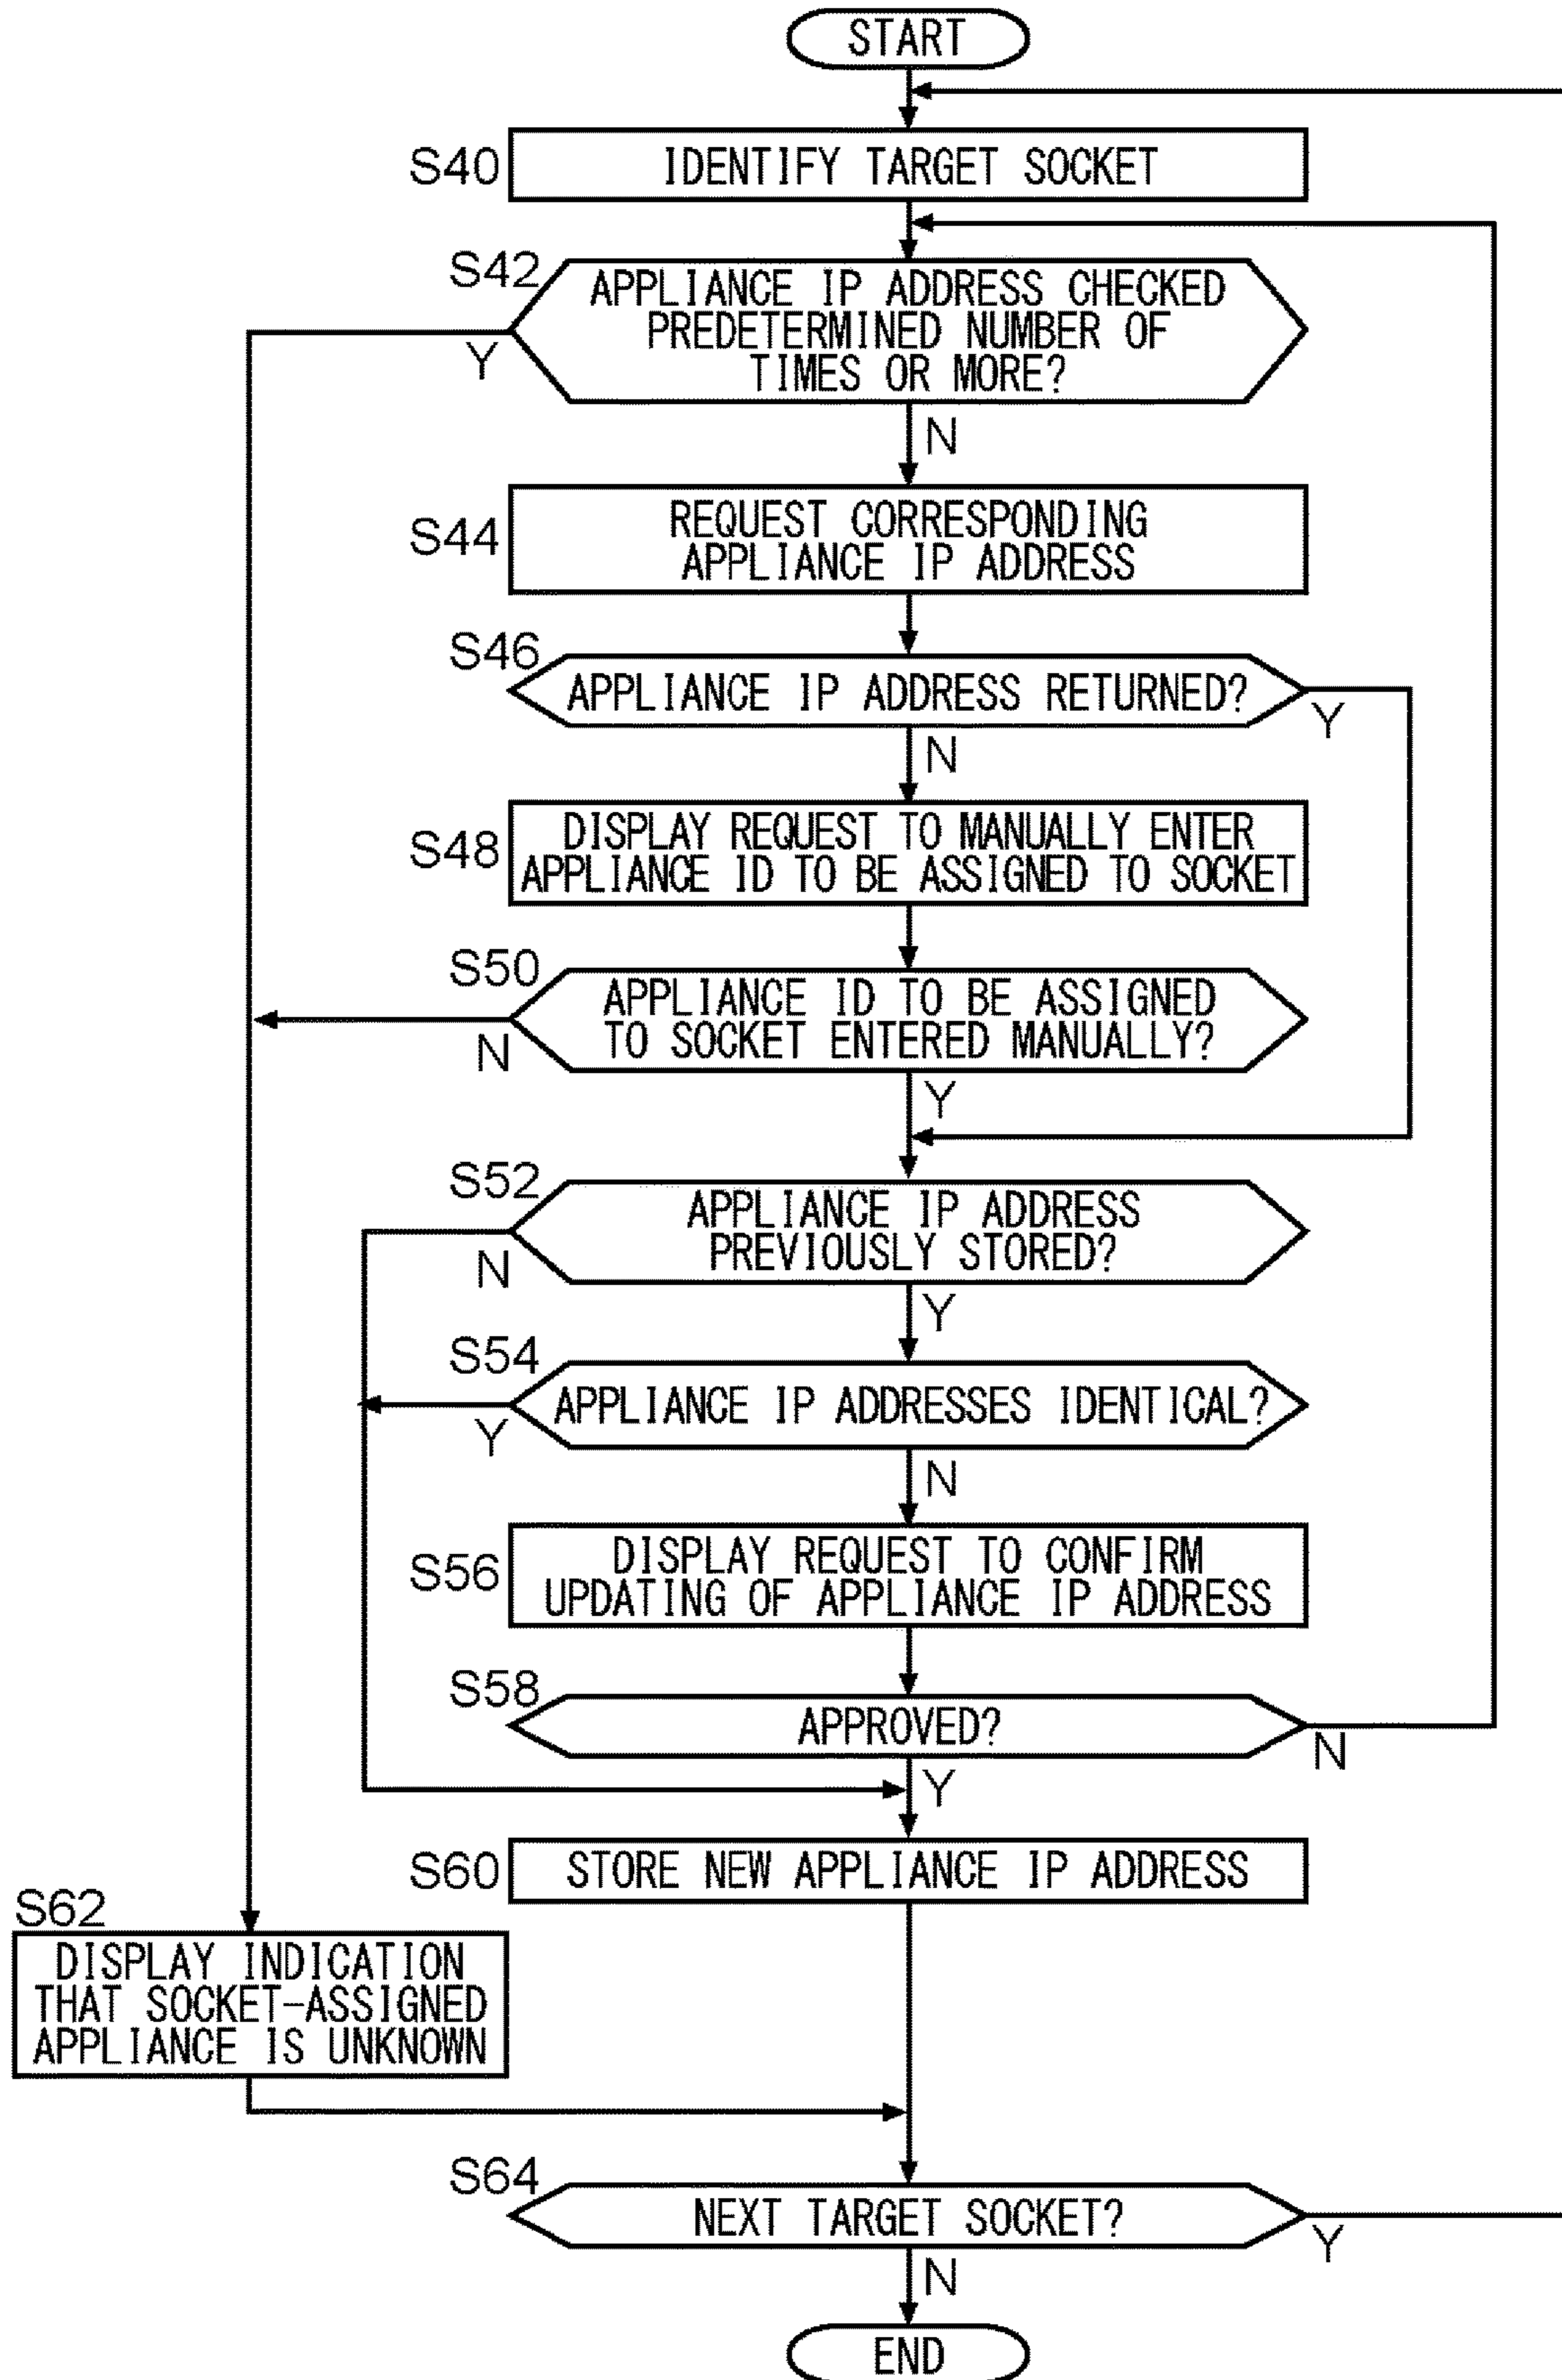 START
S40
IDENTIFY TARGET SOCKET
S42
APPLIANCE IP ADDRESS CHECKED
PREDETERMINED NUMBER OF
TIMES OR MORE?
Y
N
S44
REQUEST CORRESPONDING
APPLIANCE IP ADDRESS
S46
APPLIANCE IP ADDRESS RETURNED?
Y
N
S48
DISPLAY REQUEST TO MANUALLY ENTER
APPLIANCE ID TO BE ASSIGNED TO SOCKET
S50
APPLIANCE ID TO BE ASSIGNED
TO SOCKET ENTERED MANUALLY?
N
Y
S52
APPLIANCE IP ADDRESS
PREVIOUSLY STORED?
N
Y
S54
APPLIANCE IP ADDRESSES IDENTICAL?
Y
N
S56
DISPLAY REQUEST TO CONFIRM
UPDATING OF APPLIANCE IP ADDRESS
S58
APPROVED?
N
Y
S60
STORE NEW APPLIANCE IP ADDRESS
S62
DISPLAY INDICATION
THAT SOCKET-ASSIGNED
APPLIANCE IS UNKNOWN
S64
NEXT TARGET SOCKET?
Y
N
END